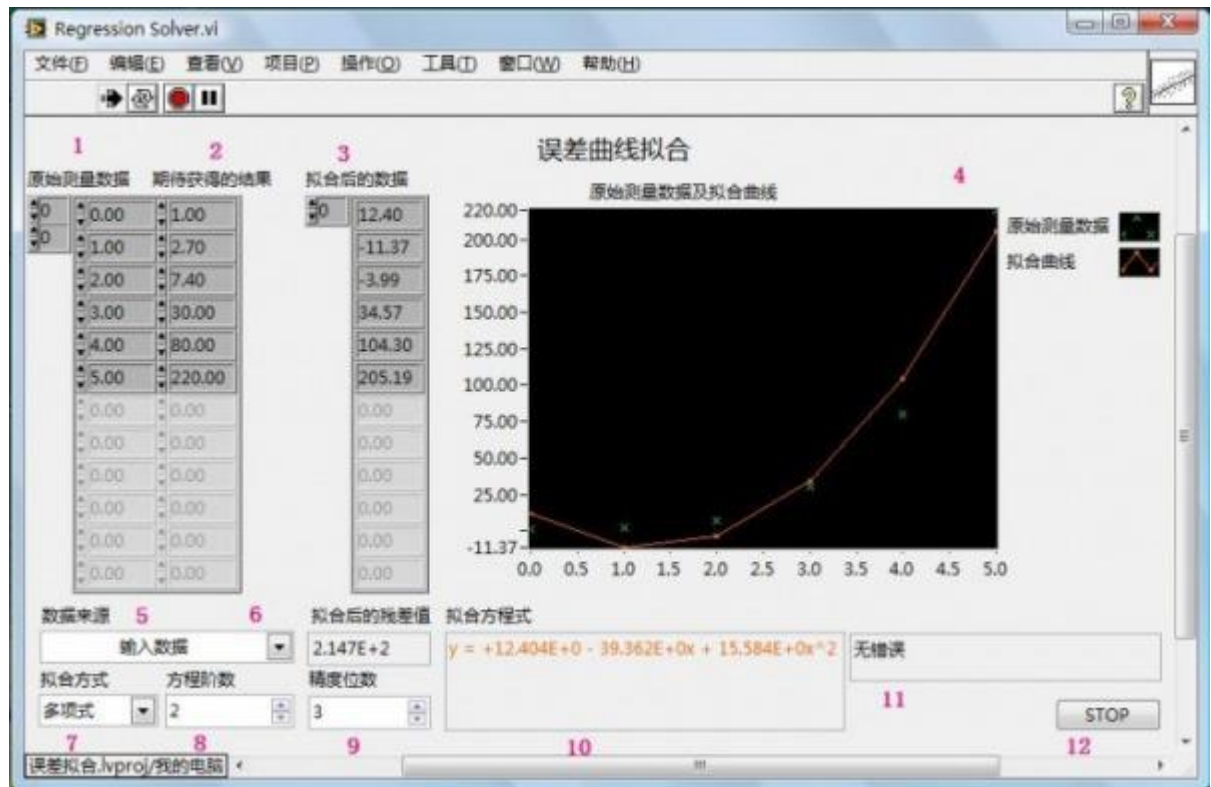 Regression Solver.vi
文件(F) 编辑(E) 查看(V) 项目(P) 操作(O) 工具(T) 窗口(W) 帮助(H)
误差曲线拟合
1 2 3 4
原始测量数据 期待获得的结果 拟合后的数据 原始测量数据及拟合曲线
0 0.00 1.00 0 12.40
0 1.00 2.70 -11.37
2.00 7.40 -3.99
3.00 30.00 34.57
4.00 80.00 104.30
5.00 220.00 205.19
0.00 0.00 0.00
0.00 0.00 0.00
0.00 0.00 0.00
0.00 0.00 0.00
0.00 0.00 0.00
0.00 0.00 0.00
220.00
200.00
175.00
150.00
125.00
100.00
75.00
50.00
25.00
-11.37
0.0 0.5 1.0 1.5 2.0 2.5 3.0 3.5 4.0 4.5 5.0
原始测量数据
拟合曲线
数据来源 5 6 拟合后的残差值 拟合方程式
输入数据 2.147E+2 y = +12.404E+0 - 39.362E+0x + 15.584E+0x^2 无错误
拟合方式 方程阶数 精度位数
多项式 2 3 11 STOP
7 8 9 10 12
误差拟合.lvproj/我的电脑